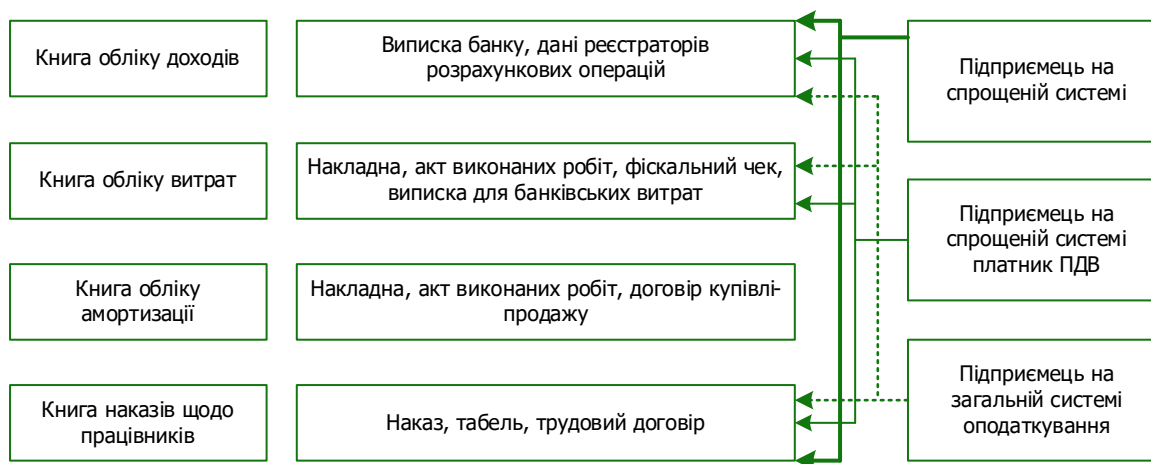 Книга обліку доходів
Виписка банку, дані реєстраторів
розрахункових операцій
Підприємець на
спрощеній системі
Книга обліку витрат
Накладна, акт виконаних робіт, фіскальний чек,
виписка для банківських витрат
Підприємець на
спрощеній системі
платник ПДВ
Книга обліку
амортизації
Накладна, акт виконаних робіт, договір купівлі-
продажу
Книга наказів щодо
працівників
Наказ, табель, трудовий договір
Підприємець на
загальній системі
оподаткування